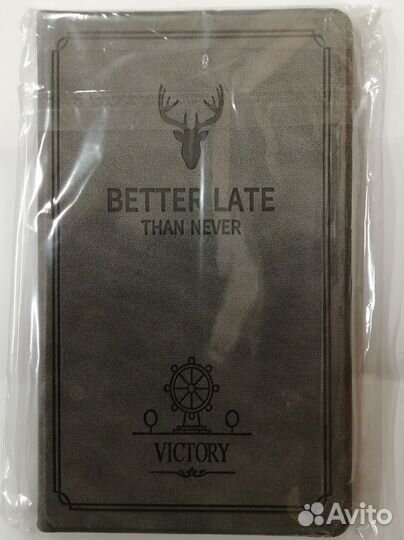 BETTER LATE
THAN NEVER
VICTORY
Avito